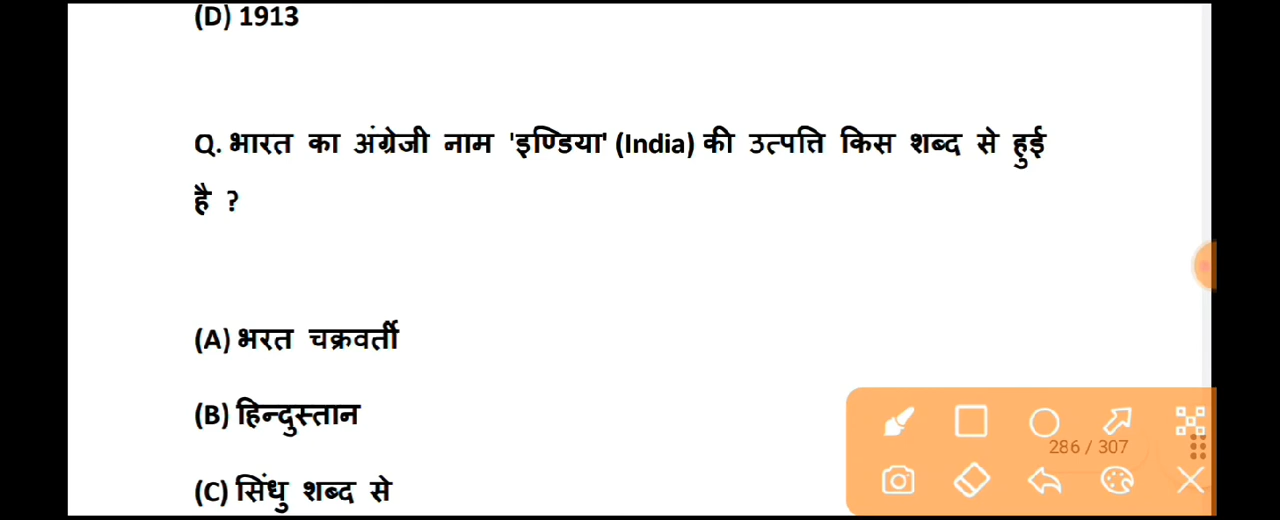 (D) 1913
Q. भारत का अंग्रेजी नाम 'इण्डिया' (India) की उत्पत्ति किस शब्द से हुई
है ?
(A) भरत चक्रवर्ती
(B) हिन्दुस्तान
(C) सिंधु शब्द से
286 / 307